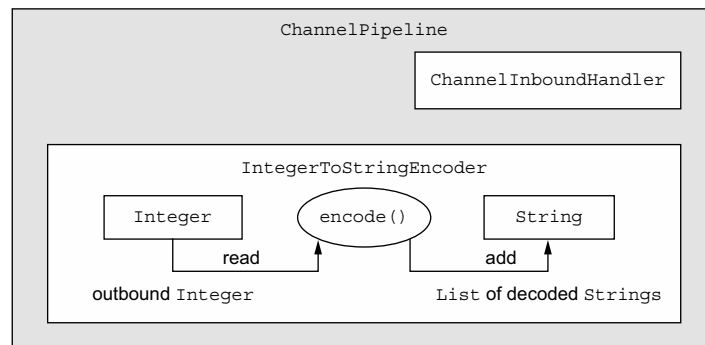 ChannelPipeline
ChannelInboundHandler
IntegerToStringEncoder
Integer
encode()
String
read
add
outbound Integer
List of decoded Strings